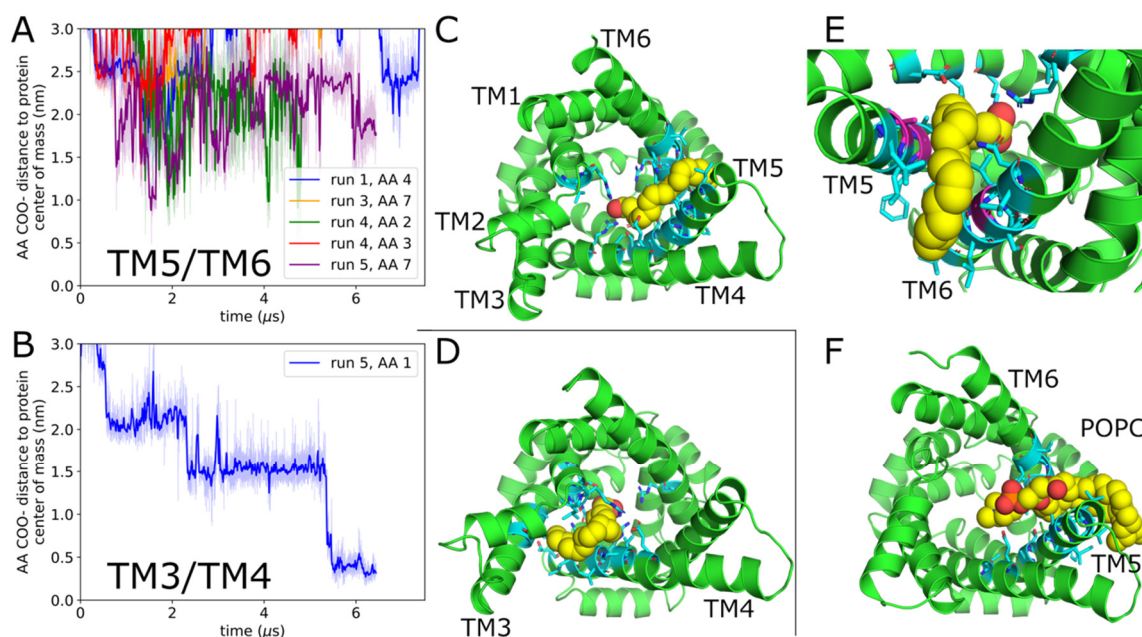 A
AA COO- distance to protein
center of mass (nm)
3.0
2.5
2.0
1.5
1.0
0.5
0.0
run 1, AA 4
run 3, AA 7
run 4, AA 2
run 4, AA 3
run 5, AA 7
TM5/TM6
0
2
4
6
time (μs)
B
AA COO- distance to protein
center of mass (nm)
3.0
2.5
2.0
1.5
1.0
0.5
0.0
run 5, AA 1
TM3/TM4
0
2
4
6
time (μs)
C
TM6
TM1
TM5
TM2
TM3
TM4
D
TM3
TM4
E
TM5
TM6
F
TM6
POPC
TM5